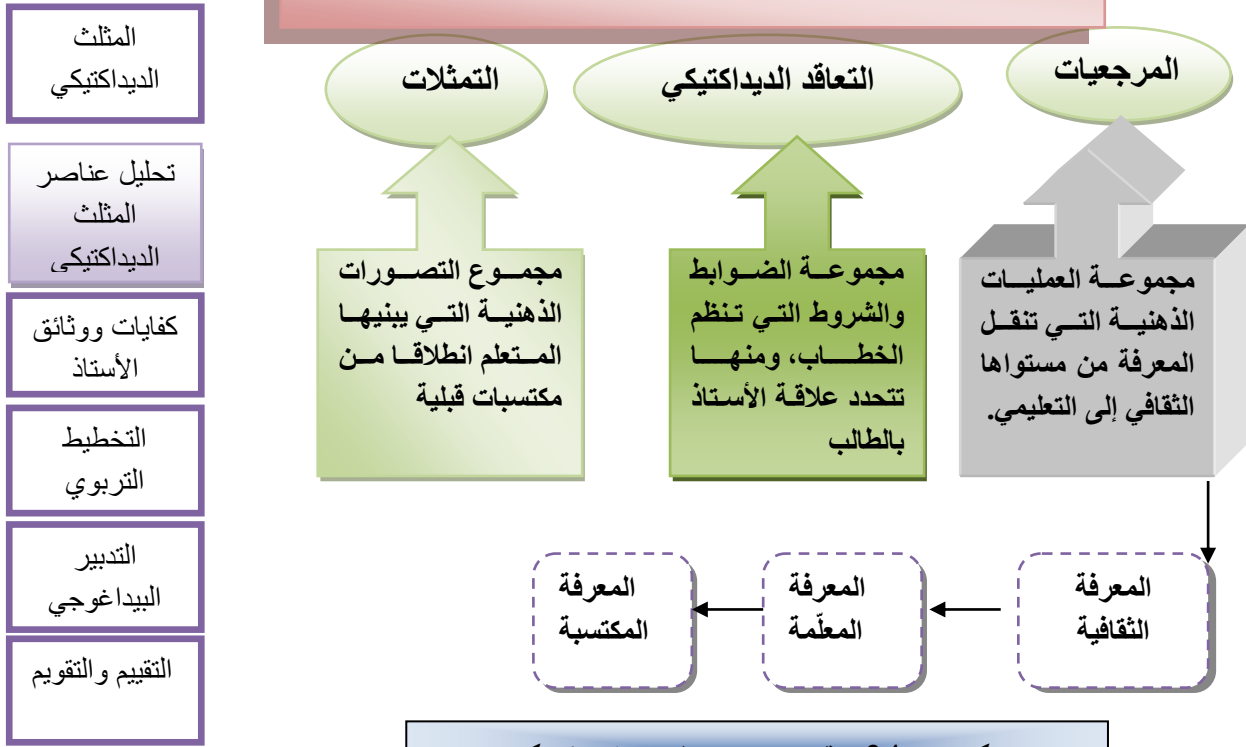 المثلث
الديداكتيكي
تحليل عناصر
المثلث
الديداكتيكي
كفايات ووثائق
الأستاذ
التخطيط
التربوي
التدبير
البيداغوجي
التقييم والتقويم
المرجعيات
التعاقد الديداكتيكي
التمثلات
مجموعة العمليات
الذهنية التي تنقل
المعرفة من مستواها
الثقافي إلى التعليمي.
مجموعة الضوابط
والشروط التي تنظم
الخطاب، ومنها
تتحدد علاقة الأستاذ
بالطالب
مجموع التصورات
الذهنية التي يبنيها
المتعلم انطلاقا من
مكتسبات قبلية
المعرفة
الثقافية
المعرفة
المعلّمة
المعرفة
المكتسبة